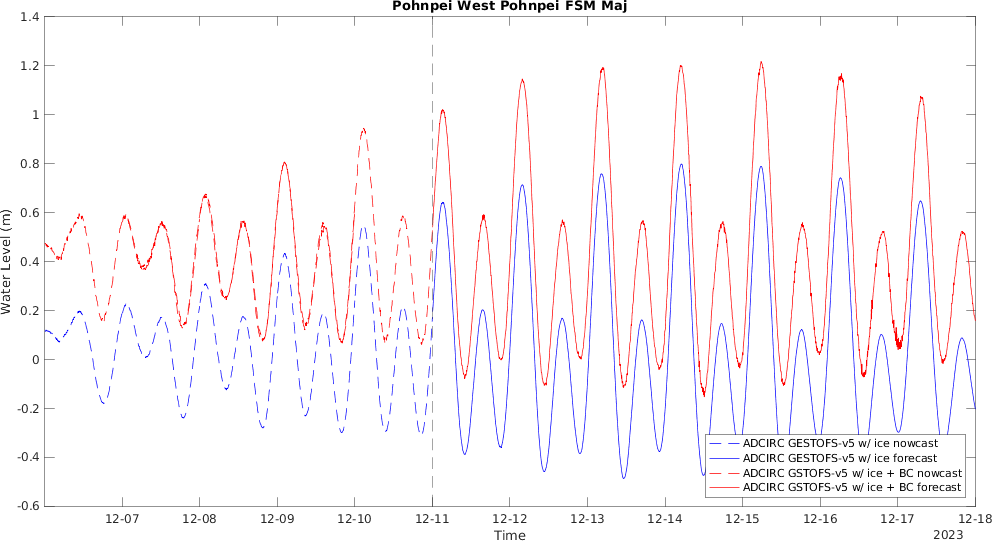 Pohnpei West Pohnpei FSM Maj
1.4
1.2
1
0.8
0.6
0.4
0.2
0
-0.2
-0.4
-0.6
Water Level (m)
ADCIRC GESTOFS-v5 w/ ice nowcast
ADCIRC GESTOFS-v5 w/ ice forecast
ADCIRC GSTOFS-v5 w/ ice + BC nowcast
ADCIRC GSTOFS-v5 w/ ice + BC forecast
12-07 12-08 12-09 12-10 12-11 12-12 12-13 12-14 12-15 12-16 12-17 12-18
Time
2023